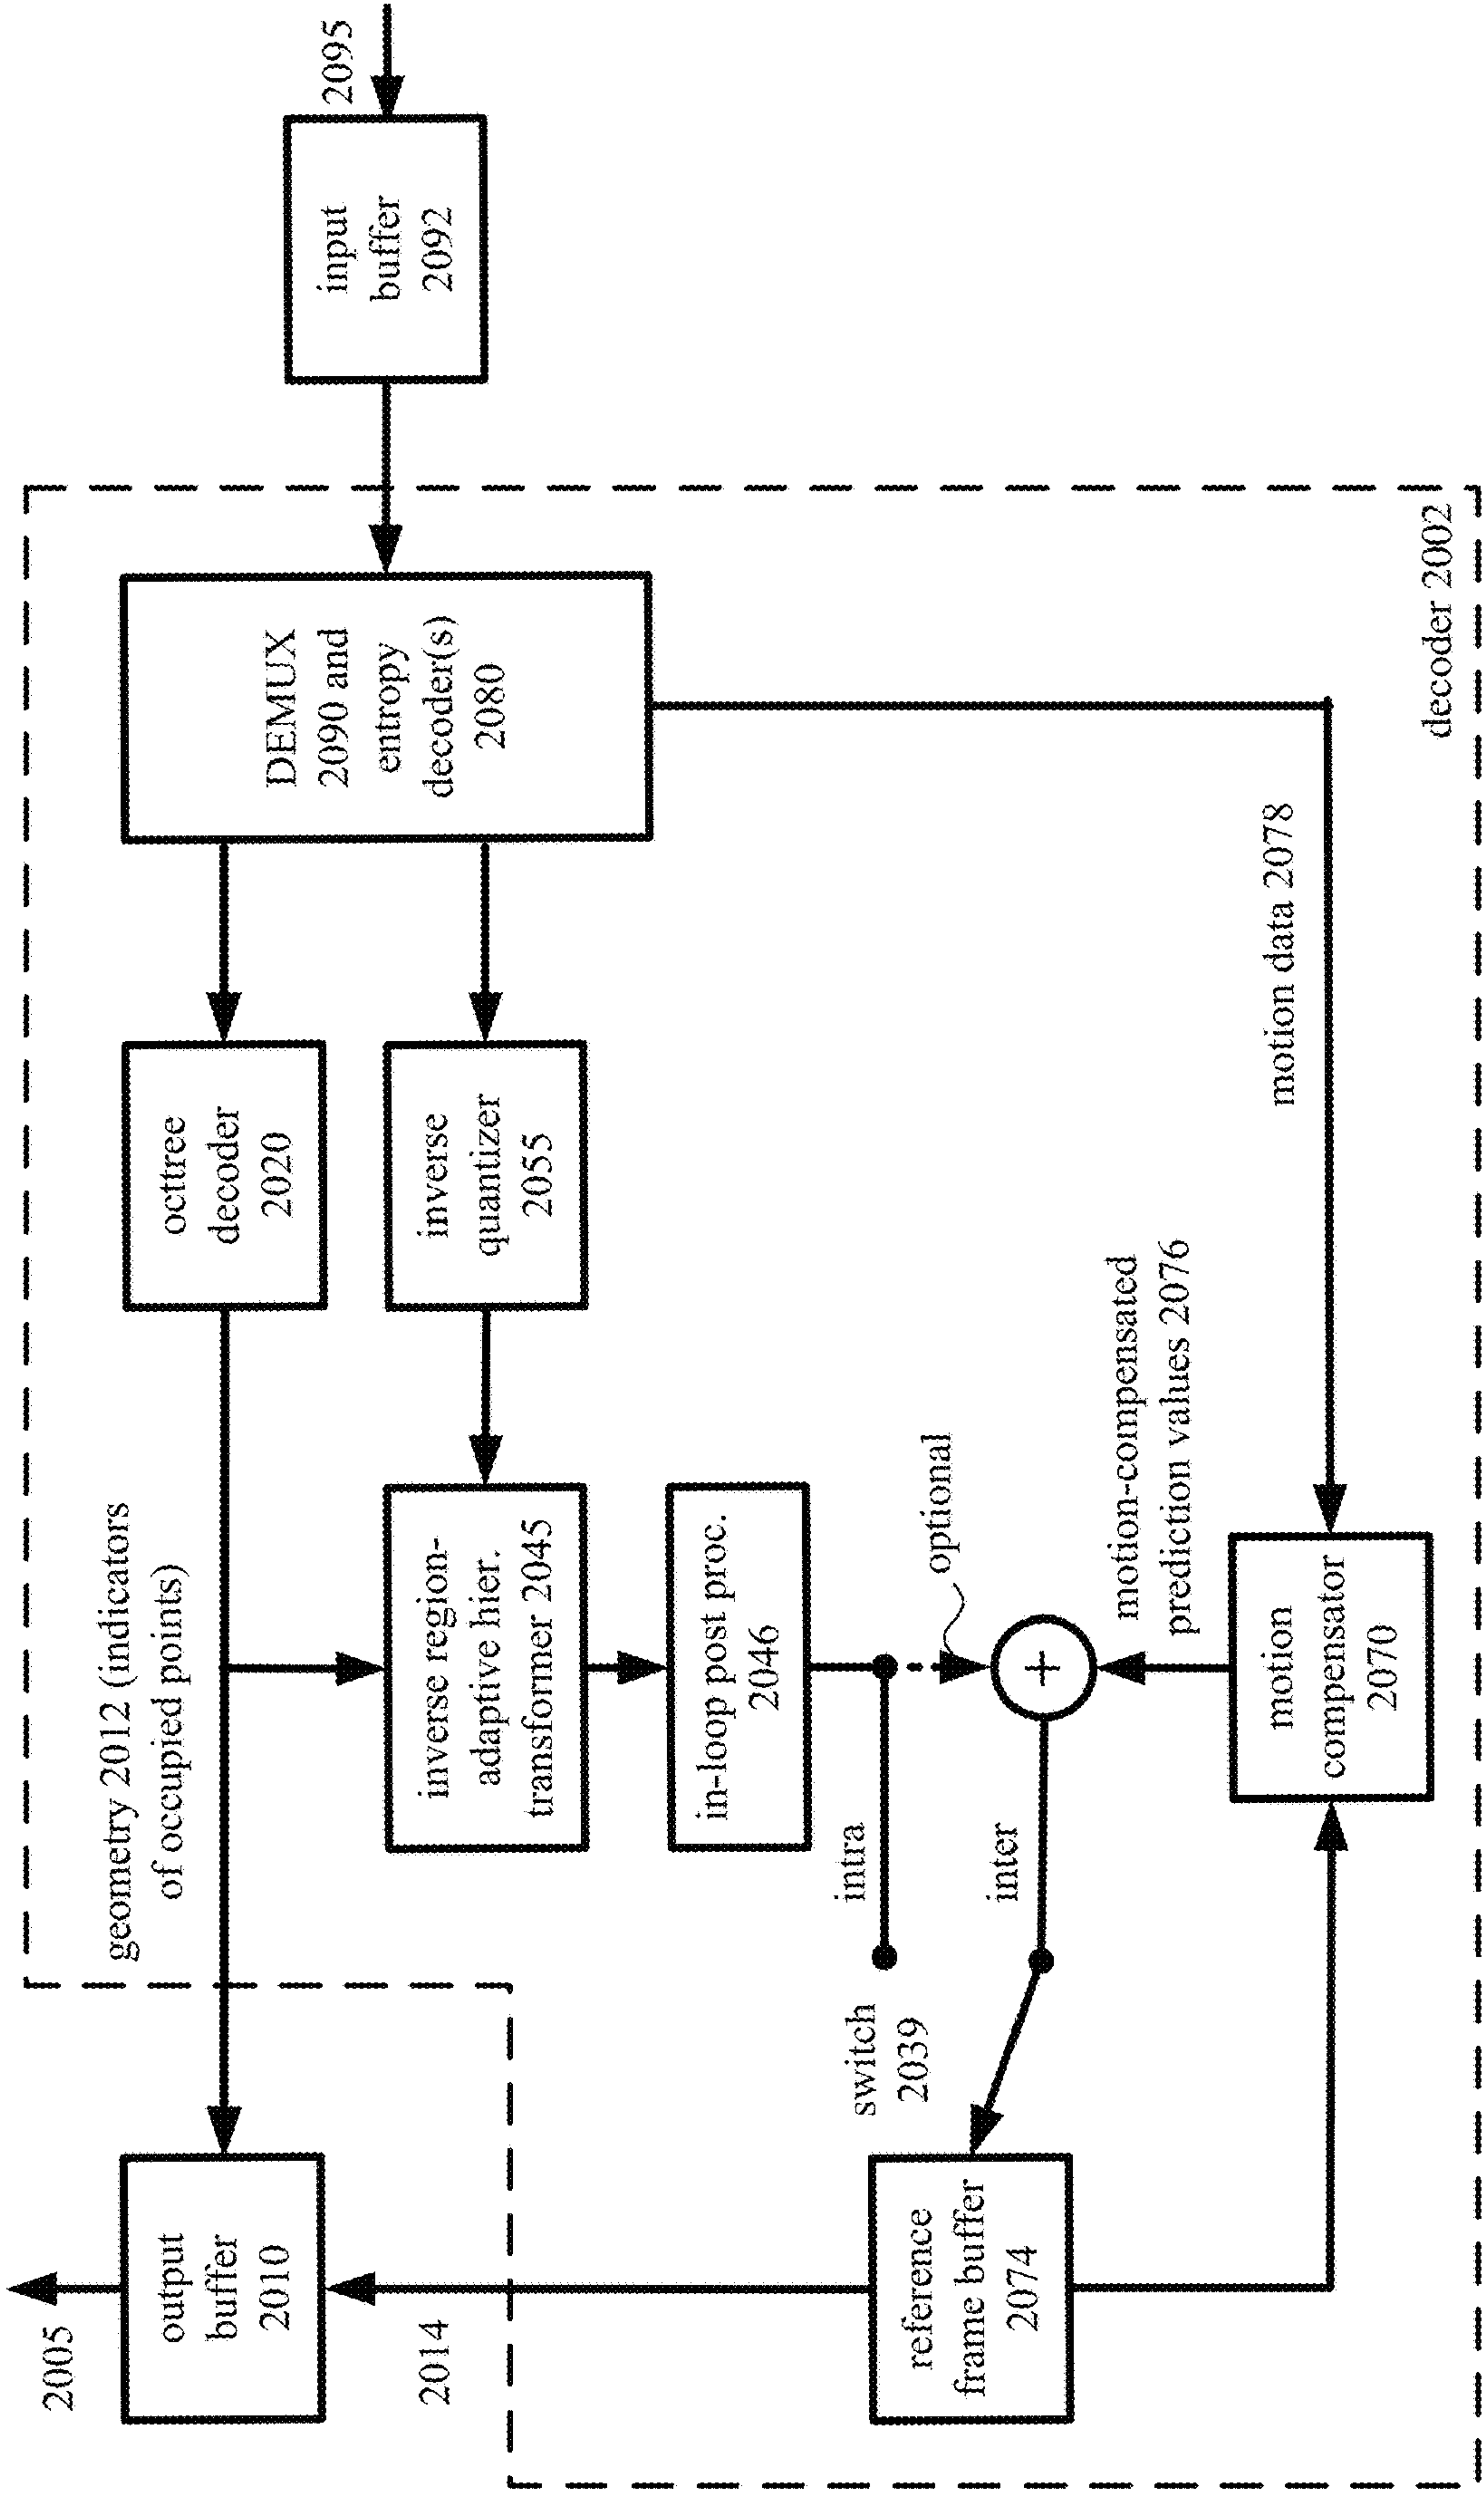 2005
output
buffer
2010
geometry 2012 (indicators
of occupied points)
octtree
decoder
2020
DEMUX
2090 and
entropy
decoder(s)
2080
input
buffer
2092
2095
2014
inverse region-
adaptive hier.
transformer 2045
inverse
quantizer
2055
in-loop post proc.
2046
switch
2039
intra
inter
optional
reference
frame buffer
2074
motion-compensated
prediction values 2076
motion
compensator
2070
motion data 2078
decoder 2002